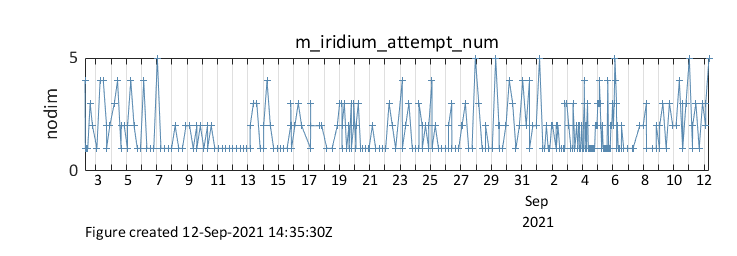 m_iridium_attempt_num
5
nodim
0
3 5 7 9 11 13 15 17 19 21 23 25 27 29 31 2 4 6 8 10 12
Sep
2021
Figure created 12-Sep-2021 14:35:30Z